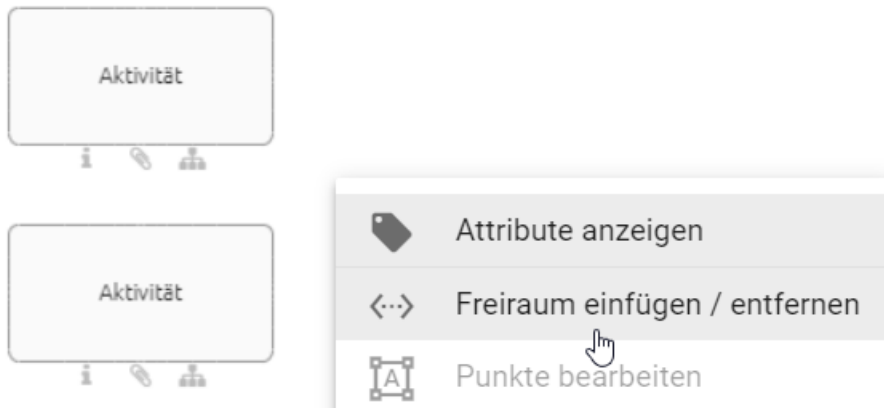 Aktivität
Aktivität
Attribute anzeigen
Freiraum einfügen / entfernen
Punkte bearbeiten